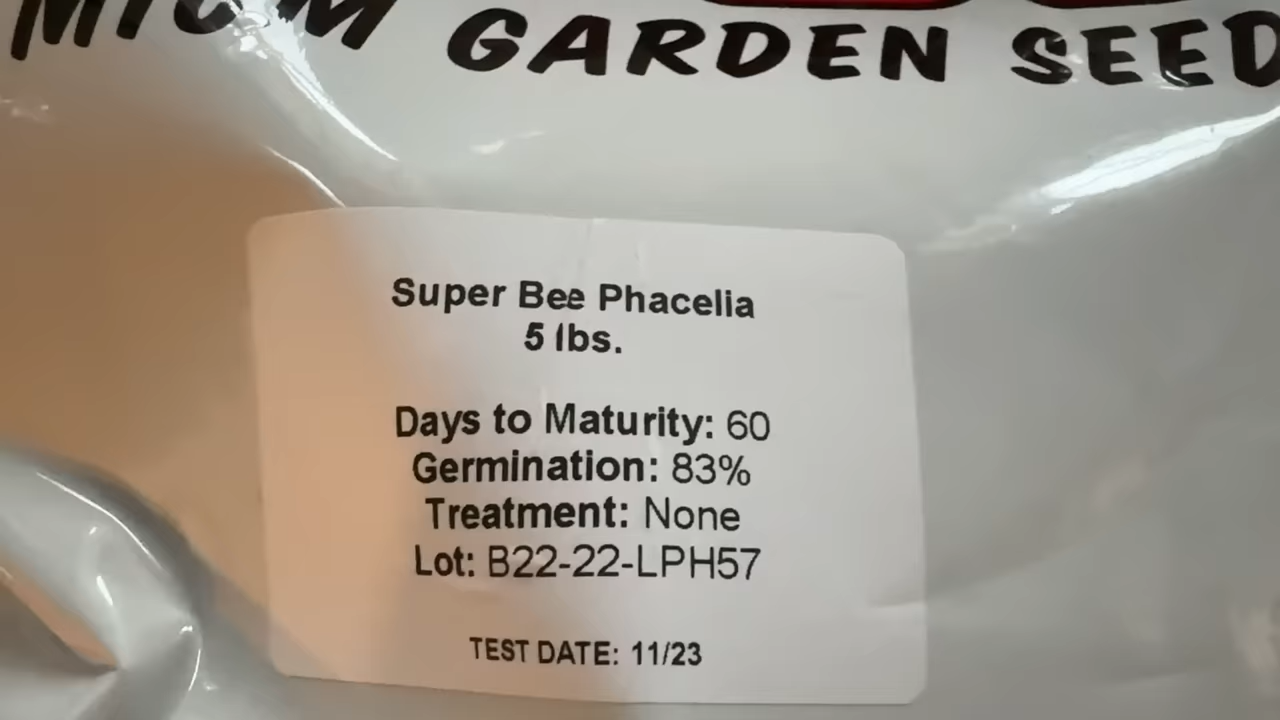 GARDEN SEED
Super Bee Phacelia
5 lbs.
Days to Maturity: 60
Germination: 83%
Treatment: None
Lot: B22-22-LPH57
TEST DATE: 11/23